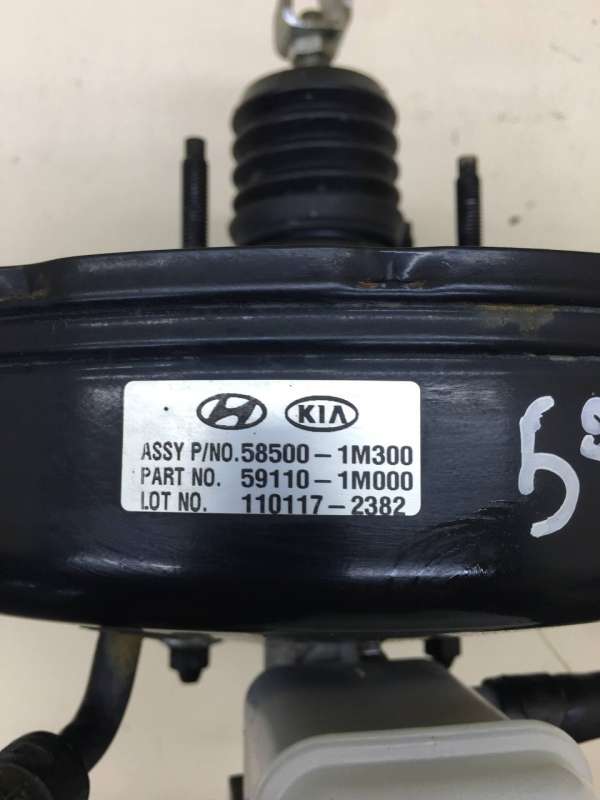 KIA
ASSY P/NO. 58500-1M300
PART NO. 59110-1M000
LOT NO. 110117-2382